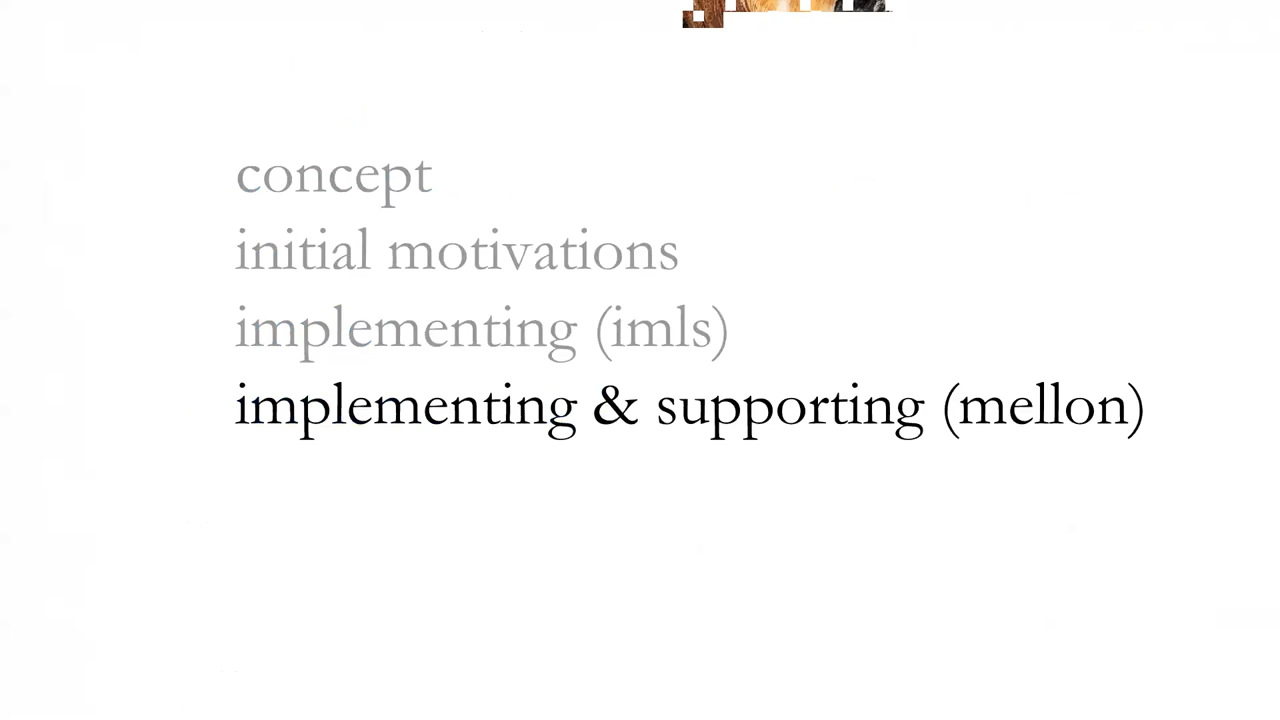 concept
initial motivations
implementing (imls)
implementing & supporting (mellon)